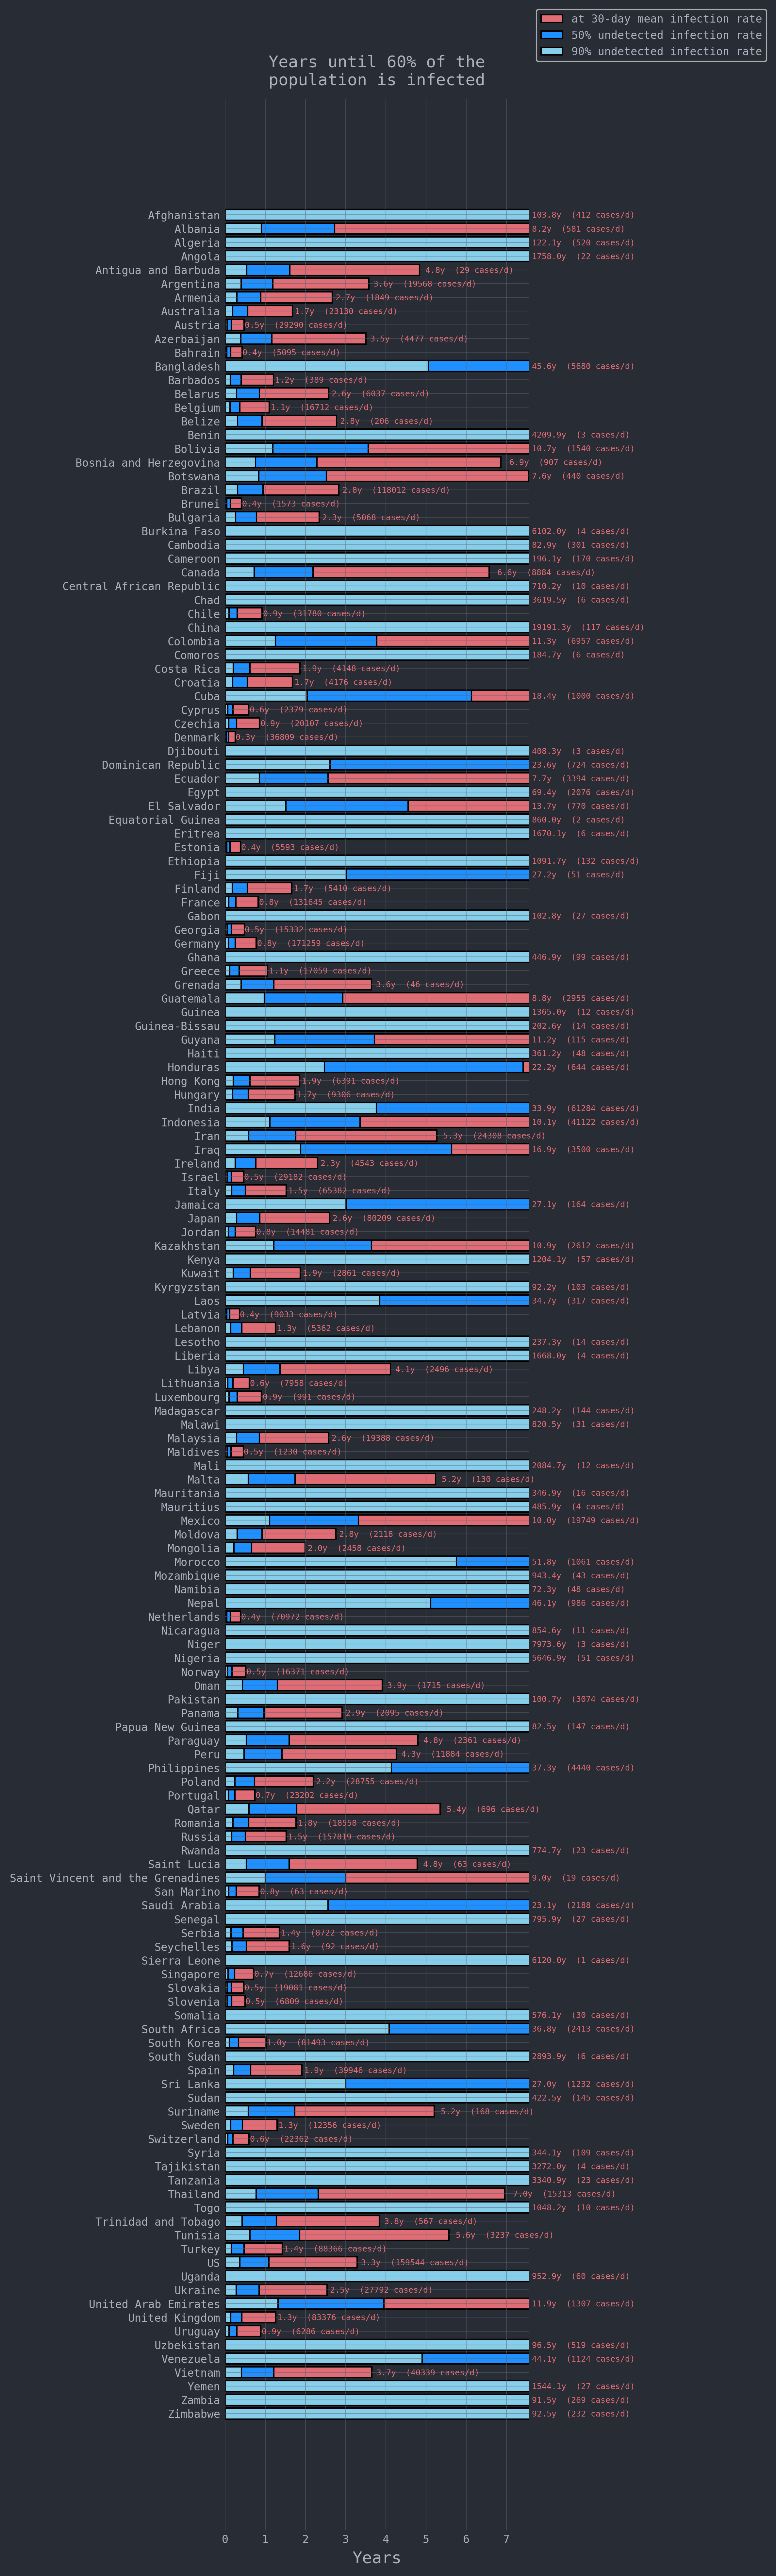 at 30-day mean infection rate
50% undetected infection rate
90% undetected infection rate
Years until 60% of the
population is infected
Afghanistan 103.8y (412 cases/d)
Albania 8.2y (581 cases/d)
Algeria 122.1y (520 cases/d)
Angola 1758.0y (22 cases/d)
Antigua and Barbuda 4.8y (29 cases/d)
Argentina 3.6y (19568 cases/d)
Armenia 2.7y (1849 cases/d)
Australia 1.7y (23130 cases/d)
Austria 0.5y (29290 cases/d)
Azerbaijan 3.5y (4477 cases/d)
Bahrain 0.4y (5095 cases/d)
Bangladesh 45.6y (5680 cases/d)
Barbados 1.2y (389 cases/d)
Belarus 2.6y (6037 cases/d)
Belgium 1.1y (16712 cases/d)
Belize 2.8y (206 cases/d)
Benin 4209.9y (3 cases/d)
Bolivia 10.7y (1540 cases/d)
Bosnia and Herzegovina 6.9y (907 cases/d)
Botswana 7.6y (440 cases/d)
Brazil 2.8y (118012 cases/d)
Brunei 0.4y (1573 cases/d)
Bulgaria 2.3y (5068 cases/d)
Burkina Faso 6102.0y (4 cases/d)
Cambodia 82.9y (301 cases/d)
Cameroon 196.1y (170 cases/d)
Canada 6.6y (8884 cases/d)
Central African Republic 710.2y (10 cases/d)
Chad 3619.5y (6 cases/d)
Chile 0.9y (31780 cases/d)
China 19191.3y (117 cases/d)
Colombia 11.3y (6957 cases/d)
Comoros 184.7y (6 cases/d)
Costa Rica 1.9y (4148 cases/d)
Croatia 1.7y (4176 cases/d)
Cuba 18.4y (1000 cases/d)
Cyprus 0.6y (2379 cases/d)
Czechia 0.9y (20107 cases/d)
Denmark 0.3y (36809 cases/d)
Djibouti 408.3y (3 cases/d)
Dominican Republic 23.6y (724 cases/d)
Ecuador 7.7y (3394 cases/d)
Egypt 69.4y (2076 cases/d)
El Salvador 13.7y (770 cases/d)
Equatorial Guinea 860.0y (2 cases/d)
Eritrea 1670.1y (6 cases/d)
Estonia 0.4y (5593 cases/d)
Ethiopia 1091.7y (132 cases/d)
Fiji 27.2y (51 cases/d)
Finland 1.7y (5410 cases/d)
France 0.8y (131645 cases/d)
Gabon 102.8y (27 cases/d)
Georgia 0.5y (15332 cases/d)
Germany 0.8y (171259 cases/d)
Ghana 446.9y (99 cases/d)
Greece 1.1y (17059 cases/d)
Grenada 3.6y (46 cases/d)
Guatemala 8.8y (2955 cases/d)
Guinea 1365.0y (12 cases/d)
Guinea-Bissau 202.6y (14 cases/d)
Guyana 11.2y (115 cases/d)
Haiti 361.2y (48 cases/d)
Honduras 22.2y (644 cases/d)
Hong Kong 1.9y (6391 cases/d)
Hungary 1.7y (9306 cases/d)
India 33.9y (61284 cases/d)
Indonesia 10.1y (41122 cases/d)
Iran 5.3y (24308 cases/d)
Iraq 16.9y (3500 cases/d)
Ireland 2.3y (4543 cases/d)
Israel 0.5y (29182 cases/d)
Italy 1.5y (65382 cases/d)
Jamaica 27.1y (164 cases/d)
Japan 2.6y (80209 cases/d)
Jordan 0.8y (14481 cases/d)
Kazakhstan 10.9y (2612 cases/d)
Kenya 1204.1y (57 cases/d)
Kuwait 1.9y (2861 cases/d)
Kyrgyzstan 92.2y (103 cases/d)
Laos 34.7y (317 cases/d)
Latvia 0.4y (9033 cases/d)
Lebanon 1.3y (5362 cases/d)
Lesotho 237.3y (14 cases/d)
Liberia 1668.0y (4 cases/d)
Libya 4.1y (2496 cases/d)
Lithuania 0.6y (7958 cases/d)
Luxembourg 0.9y (991 cases/d)
Madagascar 248.2y (144 cases/d)
Malawi 820.5y (31 cases/d)
Malaysia 2.6y (19388 cases/d)
Maldives 0.5y (1230 cases/d)
Mali 2084.7y (12 cases/d)
Malta 5.2y (130 cases/d)
Mauritania 346.9y (16 cases/d)
Mauritius 485.9y (4 cases/d)
Mexico 10.0y (19749 cases/d)
Moldova 2.8y (2118 cases/d)
Mongolia 2.0y (2458 cases/d)
Morocco 51.8y (1061 cases/d)
Mozambique 943.4y (43 cases/d)
Namibia 72.3y (48 cases/d)
Nepal 46.1y (986 cases/d)
Netherlands 0.4y (70972 cases/d)
Nicaragua 854.6y (11 cases/d)
Niger 7973.6y (3 cases/d)
Nigeria 5646.9y (51 cases/d)
Norway 0.5y (16371 cases/d)
Oman 3.9y (1715 cases/d)
Pakistan 100.7y (3074 cases/d)
Panama 2.9y (2095 cases/d)
Papua New Guinea 82.5y (147 cases/d)
Paraguay 4.8y (2361 cases/d)
Peru 4.3y (11884 cases/d)
Philippines 37.3y (4440 cases/d)
Poland 2.2y (28755 cases/d)
Portugal 0.7y (23202 cases/d)
Qatar 5.4y (696 cases/d)
Romania 1.8y (18558 cases/d)
Russia 1.5y (157819 cases/d)
Rwanda 774.7y (23 cases/d)
Saint Lucia 4.8y (63 cases/d)
Saint Vincent and the Grenadines 9.0y (19 cases/d)
San Marino 0.8y (63 cases/d)
Saudi Arabia 23.1y (2188 cases/d)
Senegal 795.9y (27 cases/d)
Serbia 1.4y (8722 cases/d)
Seychelles 1.6y (92 cases/d)
Sierra Leone 6120.0y (1 cases/d)
Singapore 0.7y (12686 cases/d)
Slovakia 0.5y (19081 cases/d)
Slovenia 0.5y (6809 cases/d)
Somalia 576.1y (30 cases/d)
South Africa 36.8y (2413 cases/d)
South Korea 1.0y (81493 cases/d)
South Sudan 2893.9y (6 cases/d)
Spain 1.9y (39946 cases/d)
Sri Lanka 27.0y (1232 cases/d)
Sudan 422.5y (145 cases/d)
Suriname 5.2y (168 cases/d)
Sweden 1.3y (12356 cases/d)
Switzerland 0.6y (22362 cases/d)
Syria 344.1y (109 cases/d)
Tajikistan 3272.0y (4 cases/d)
Tanzania 3340.9y (23 cases/d)
Thailand 7.0y (15313 cases/d)
Togo 1048.2y (10 cases/d)
Trinidad and Tobago 3.8y (567 cases/d)
Tunisia 5.6y (3237 cases/d)
Turkey 1.4y (88366 cases/d)
US 3.3y (159544 cases/d)
Uganda 952.9y (60 cases/d)
Ukraine 2.5y (27792 cases/d)
United Arab Emirates 11.9y (1307 cases/d)
United Kingdom 1.3y (83376 cases/d)
Uruguay 0.9y (6286 cases/d)
Uzbekistan 96.5y (519 cases/d)
Venezuela 44.1y (1124 cases/d)
Vietnam 3.7y (40339 cases/d)
Yemen 1544.1y (27 cases/d)
Zambia 91.5y (269 cases/d)
Zimbabwe 92.5y (232 cases/d)
0 1 2 3 4 5 6 7
Years